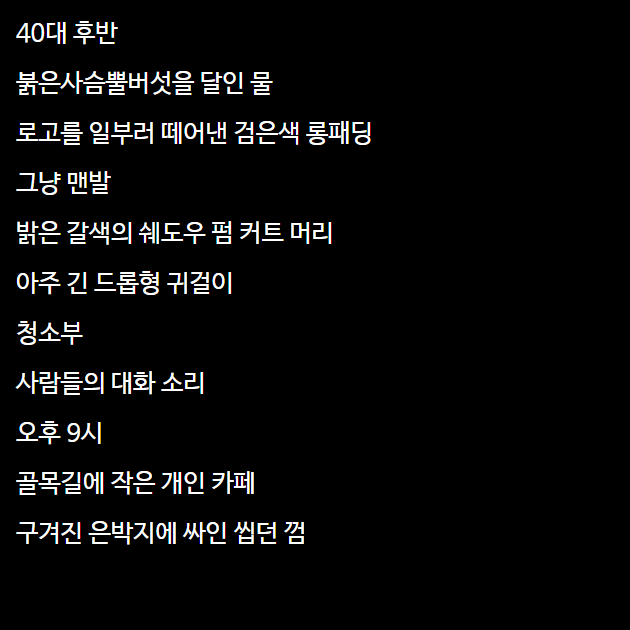 40대 후반
붉은사슴뿔버섯을 달인 물
로고를 일부러 떼어낸 검은색 롱패딩
그냥 맨발
밝은 갈색의 쉐도우 펌 커트 머리
아주 긴 드롭형 귀걸이
청소부
사람들의 대화 소리
오후 9시
골목길에 작은 개인 카페
구겨진 은박지에 싸인 씹던 껌